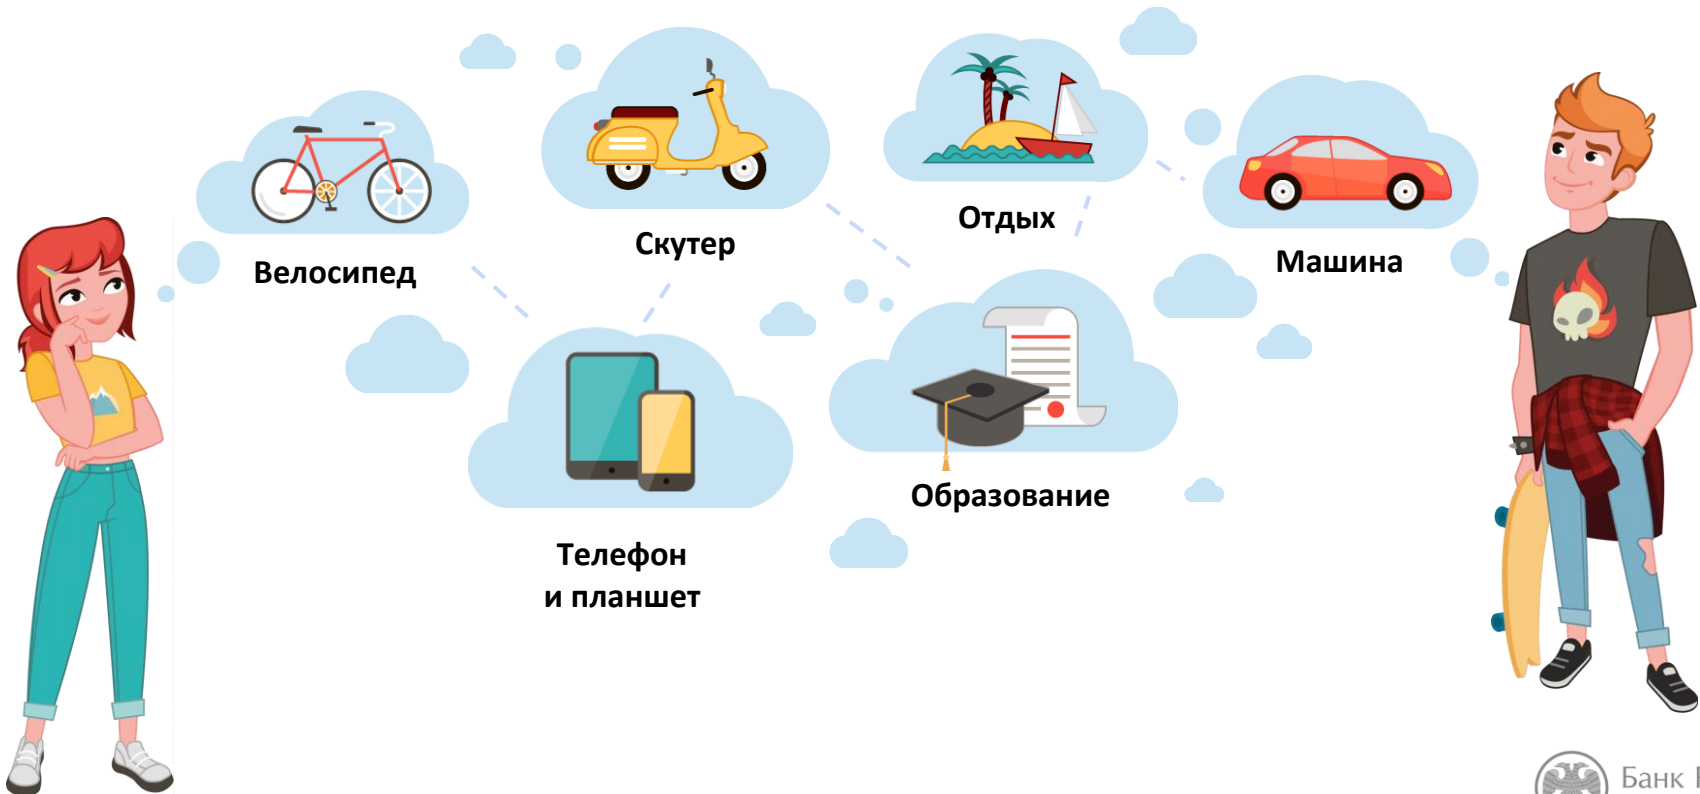 Велосипед
Скутер
Отдых
Машина
Телефон
и планшет
Образование
Банк